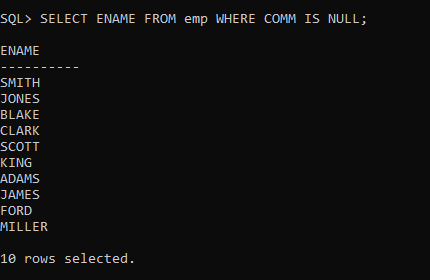 SQL> SELECT ENAME FROM emp WHERE COMM IS NULL;
ENAME
----------
SMITH
JONES
BLAKE
CLARK
SCOTT
KING
ADAMS
JAMES
FORD
MILLER
10 rows selected.